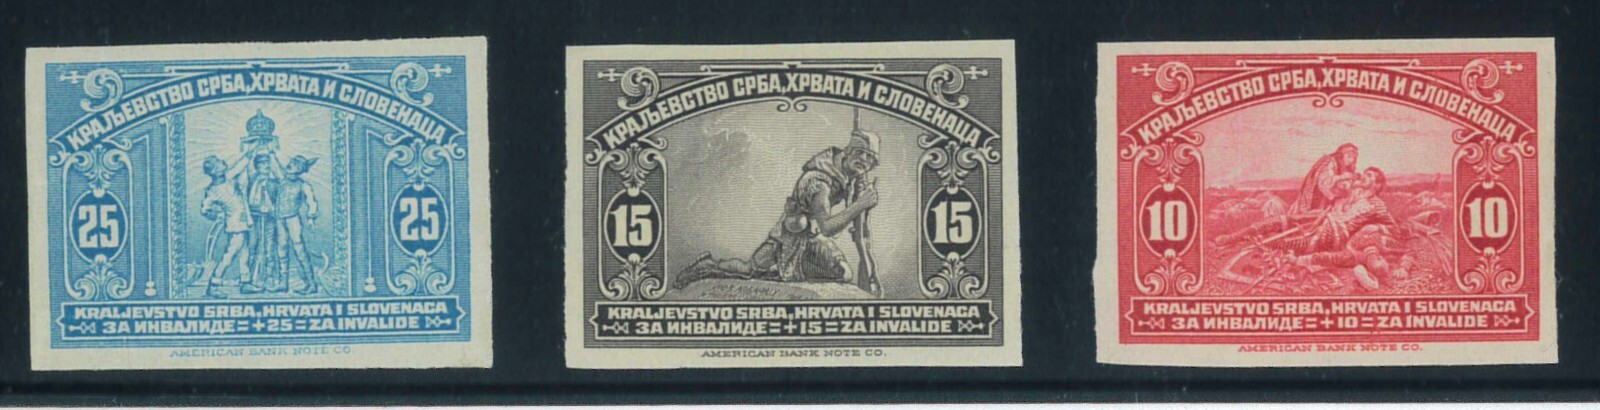 КРАЉЕВСТВО СРБА, ХРВАТА И СЛОВЕНАЦА
25 25
KRALJEVSTVO SRBA, HRVATA I SLOVENACA
ЗА ИНВАЛИДЕ=+25=ZA INVALIDE
AMERICAN BANK NOTE CO.
КРАЉЕВСТВО СРБА, ХРВАТА И СЛОВЕНАЦА
15 15
KRALJEVSTVO SRBA, HRVATA I SLOVENACA
ЗА ИНВАЛИДЕ=+15=ZA INVALIDE
AMERICAN BANK NOTE CO.
КРАЉЕВСТВО СРБА, ХРВАТА И СЛОВЕНАЦА
10 10
KRALJEVSTVO SRBA, HRVATA I SLOVENACA
ЗА ИНВАЛИДЕ=+10=ZA INVALIDE
AMERICAN BANK NOTE CO.